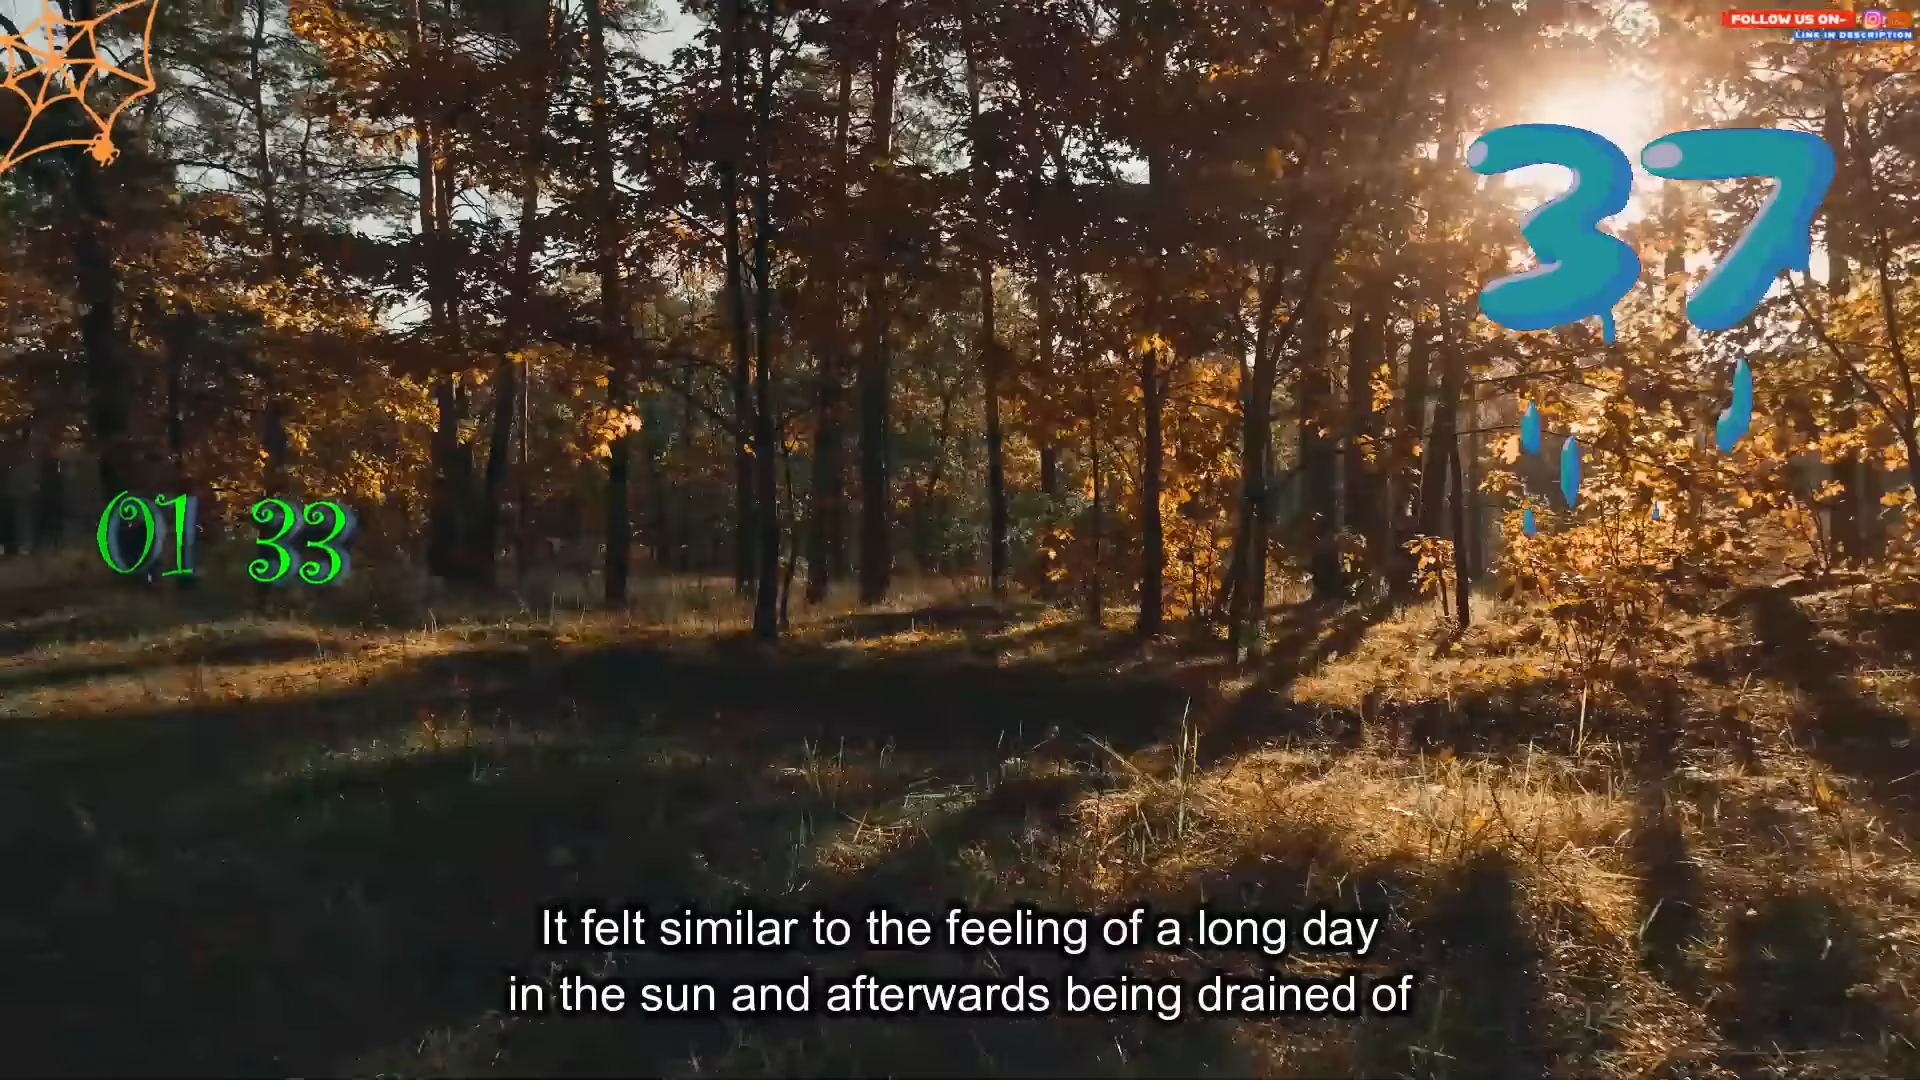 FOLLOW US ON-
LINK IN DESCRIPTION
37
01 33
It felt similar to the feeling of a long day
in the sun and afterwards being drained of